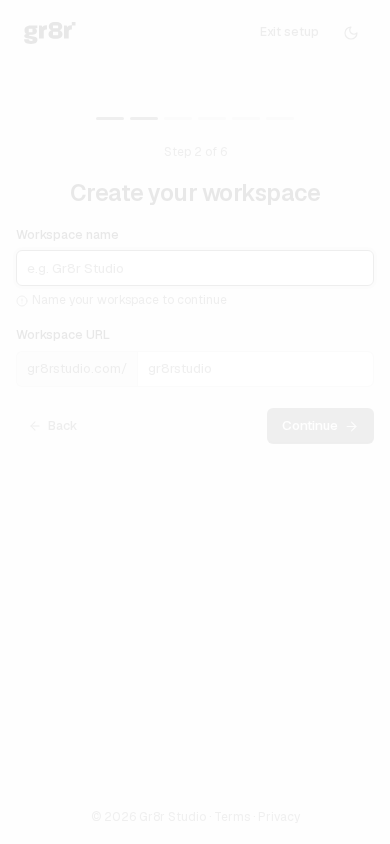 gr8r
Exit setup
Step 2 of 6
Create your workspace
Workspace name
e.g. Gr8r Studio
Name your workspace to continue
Workspace URL
gr8rstudio.com/ gr8rstudio
Back
Continue
© 2026 Gr8r Studio · Terms · Privacy